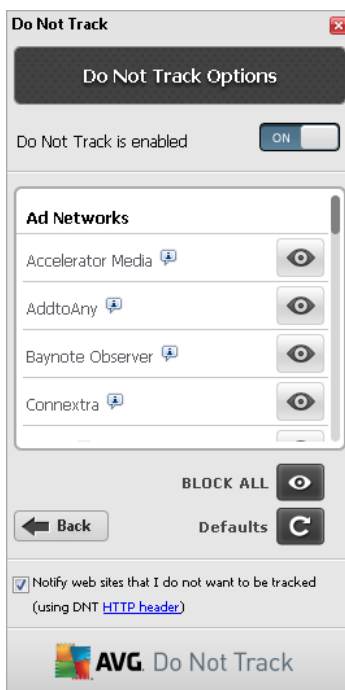 Do Not Track
Do Not Track Options
Do Not Track is enabled
ON
Ad Networks
Accelerator Media
AddtoAny
Baynote Observer
Connextra
BLOCK ALL
Back
Defaults
Notify web sites that I do not want to be tracked
(using DNT HTTP header)
AVG. Do Not Track